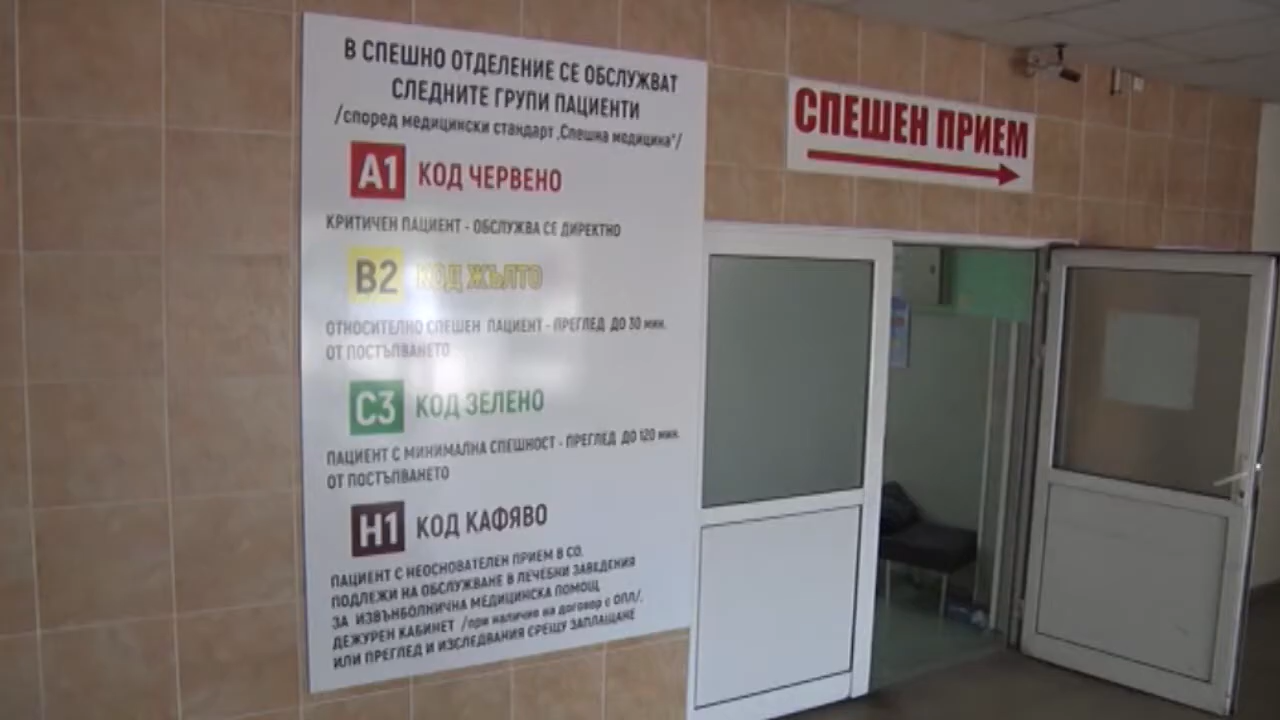 В СПЕШНО ОТДЕЛЕНИЕ СЕ ОБСЛУЖВАТ
СЛЕДНИТЕ ГРУПИ ПАЦИЕНТИ
/според медицински стандарт „Спешна медицина"/
A1 КОД ЧЕРВЕНО
КРИТИЧЕН ПАЦИЕНТ - ОБСЛУЖВА СЕ ДИРЕКТНО
B2 КОД ЖЪЛТО
ОТНОСИТЕЛНО СПЕШЕН ПАЦИЕНТ - ПРЕГЛЕД ДО 30 мин.
ОТ ПОСТЪПВАНЕТО
C3 КОД ЗЕЛЕНО
ПАЦИЕНТ С МИНИМАЛНА СПЕШНОСТ - ПРЕГЛЕД ДО 120 мин.
ОТ ПОСТЪПВАНЕТО
H1 КОД КАФЯВО
ПАЦИЕНТ С НЕОСНОВАТЕЛЕН ПРИЕМ В СО,
ПОДЛЕЖИ НА ОБСЛУЖВАНЕ В ЛЕЧЕБНИ ЗАВЕДЕНИЯ
ЗА ИЗВЪНБОЛНИЧНА МЕДИЦИНСКА ПОМОЩ,
ДЕЖУРЕН КАБИНЕТ /при наличие на договор с ОПЛ/,
ИЛИ ПРЕГЛЕД И ИЗСЛЕДВАНИЯ СРЕЩУ ЗАПЛАЩАНЕ
СПЕШЕН ПРИЕМ